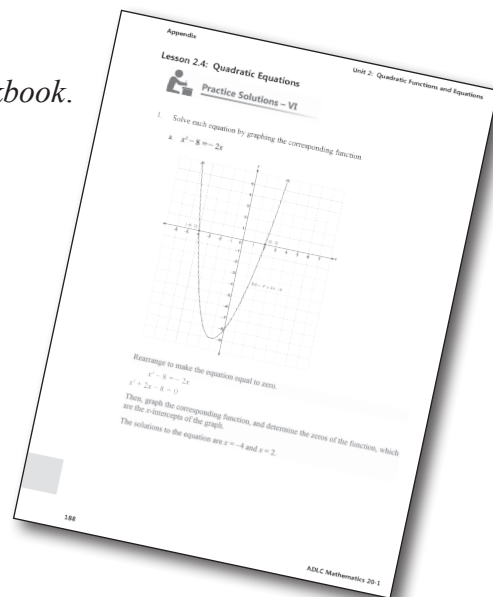 xtbook.
Appendix
Unit 2: Quadratic Functions and Equations
Lesson 2.4: Quadratic Equations
Practice Solutions – VI
1. Solve each equation by graphing the corresponding function
a. x² – 8 = – 2x
Rearrange to make the equation equal to zero.
x² – 8 = – 2x
x² + 2x – 8 = 0
Then, graph the corresponding function, and determine the zeros of the function, which
are the x-intercepts of the graph.
The solutions to the equation are x = –4 and x = 2.
188
ADLC Mathematics 20-1